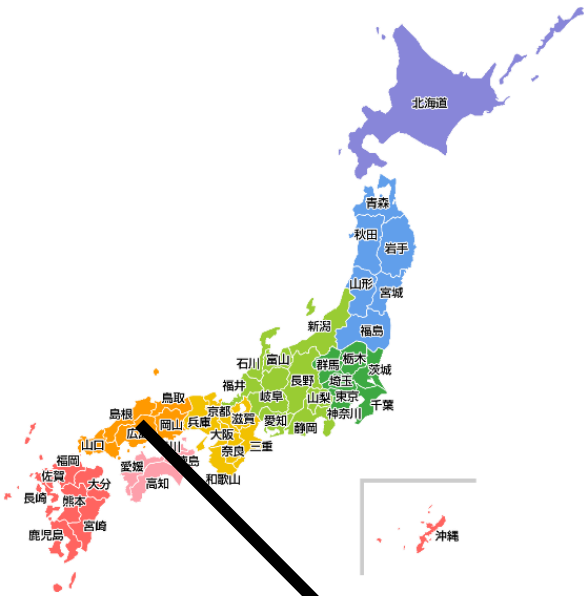 北海道
青森
秋田
岩手
山形
宮城
新潟
福島
石川
富山
群馬
栃木
茨城
長野
埼玉
福井
岐阜
山梨
東京
千葉
鳥取
京都
滋賀
愛知
静岡
神奈川
島根
岡山
兵庫
大阪
三重
山口
奈良
福岡
愛媛
和歌山
佐賀
大分
高知
長崎
熊本
宮崎
鹿児島
沖縄